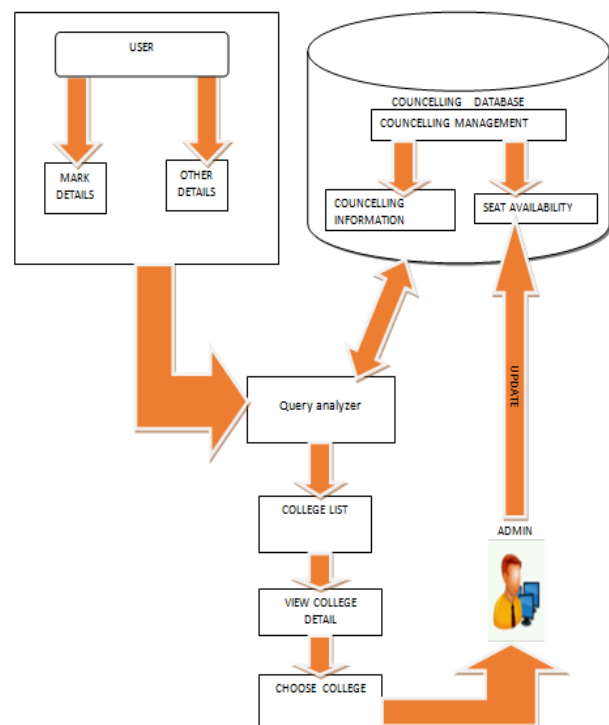 USER
MARK
DETAILS
OTHER
DETAILS
COUNCELLING DATABASE
COUNCELLING MANAGEMENT
COUNCELLING
INFORMATION
SEAT AVAILABILITY
Query analyzer
UPDATE
COLLEGE LIST
ADMIN
VIEW COLLEGE
DETAIL
CHOOSE COLLEGE